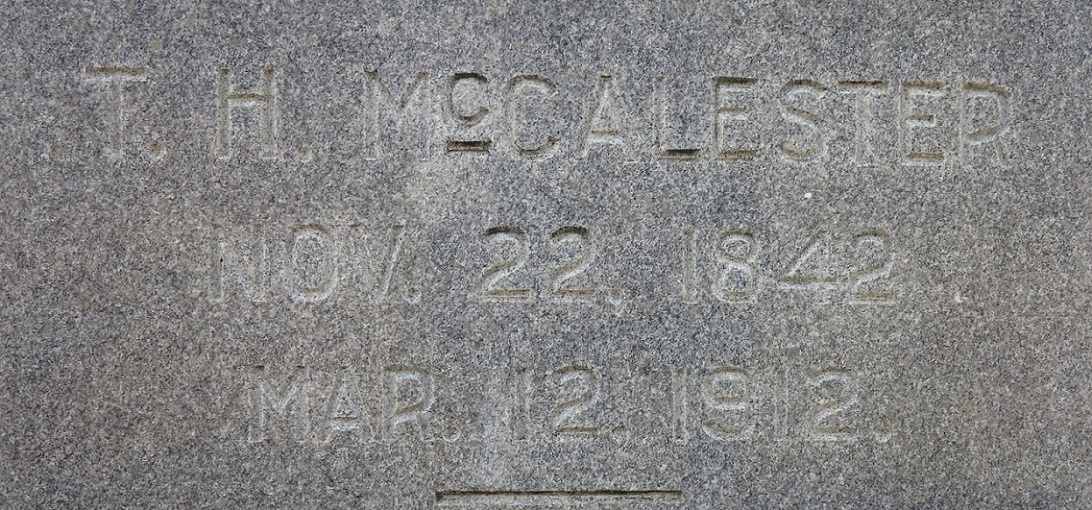 T. H. McCALESTER
NOV. 22, 1842.
MAR. 12. 1912.